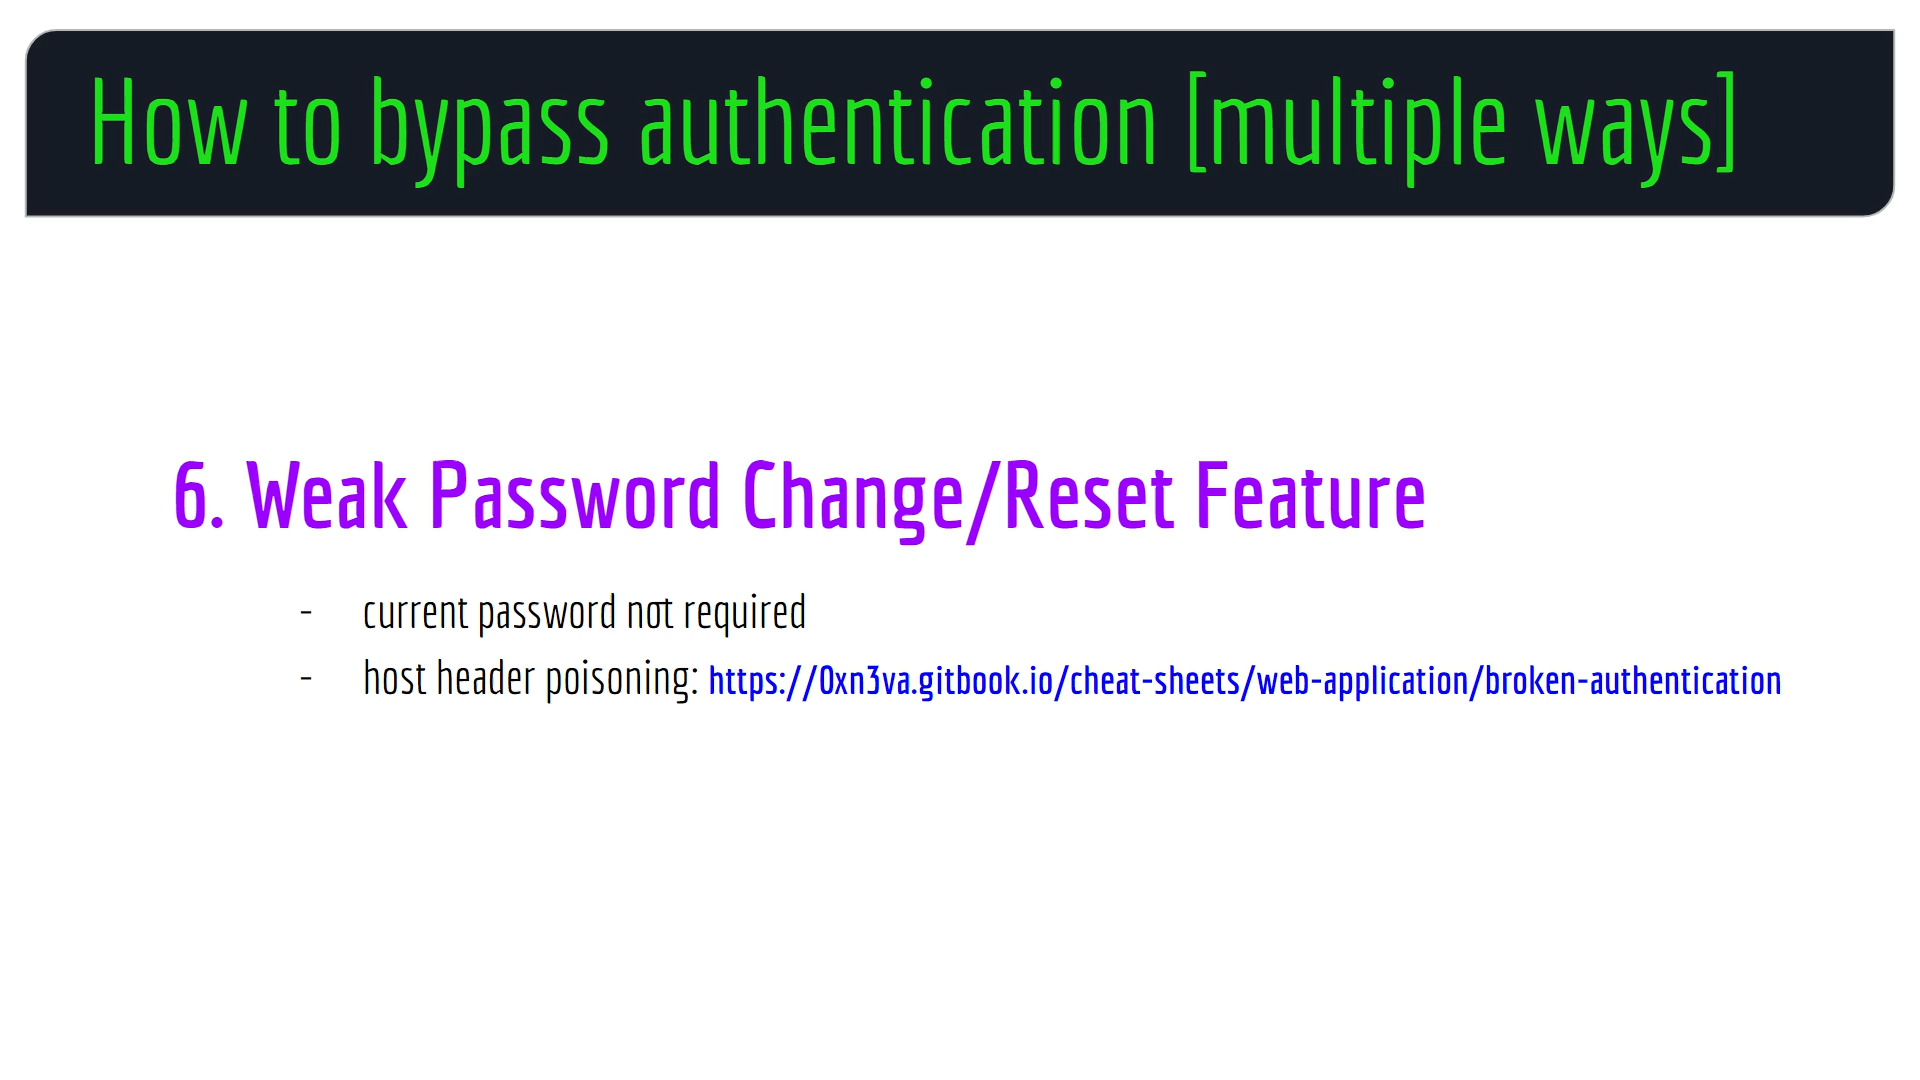 How to bypass authentication [multiple ways]
6. Weak Password Change/Reset Feature
- current password not required
- host header poisoning: https://0xn3va.gitbook.io/cheat-sheets/web-application/broken-authentication